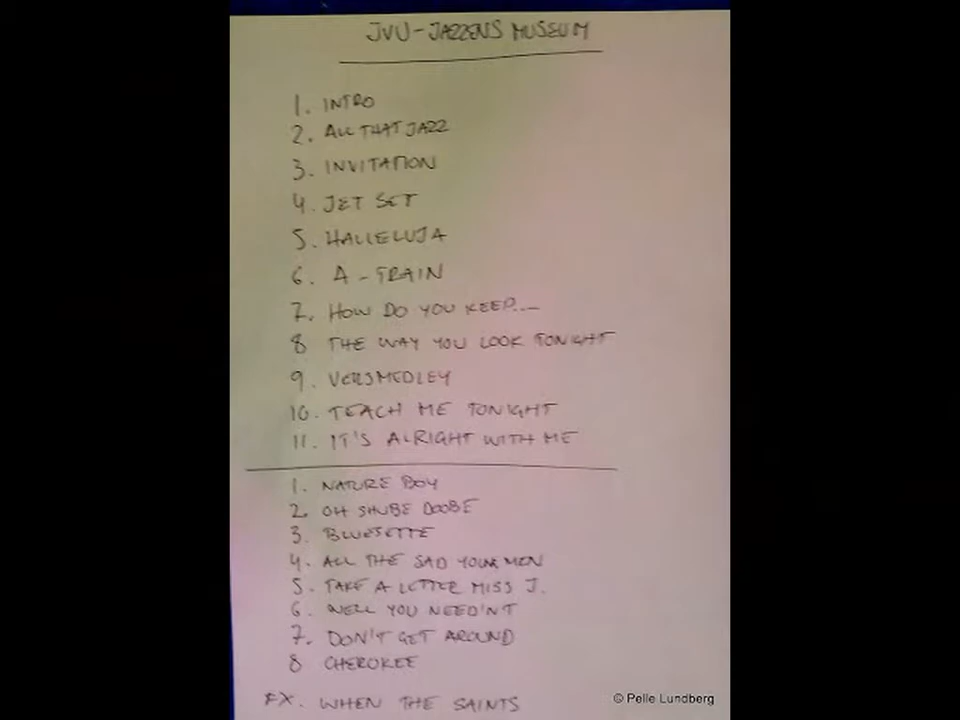 JVU-JAZZENS MUSEUM
1. INTRO
2. ALL THAT JAZZ
3. INVITATION
4. JET SET
5. HALLELUJA
6. A-TRAIN
7. HOW DO YOU KEEP...
8 THE WAY YOU LOOK TONIGHT
9. VERSMEDLEY
10. TEACH ME TONIGHT
11. IT'S ALRIGHT WITH ME
1. NATURE BOY
2. OH SHUBE DOOBE
3. BLUESETTE
4. ALL THE SAD YOUNG MEN
5. TAKE A LETTER MISS J.
6. WELL YOU NEED'NT
7. DON'T GET AROUND
8 CHEROKEE
EX. WHEN THE SAINTS
© Pelle Lundberg